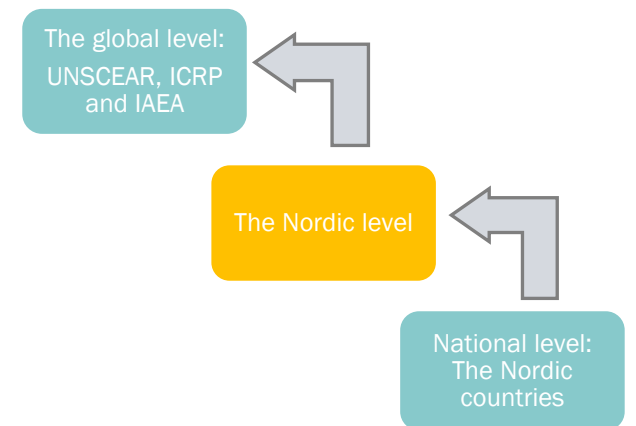 The global level:
UNSCEAR, ICRP
and IAEA
The Nordic level
National level:
The Nordic
countries